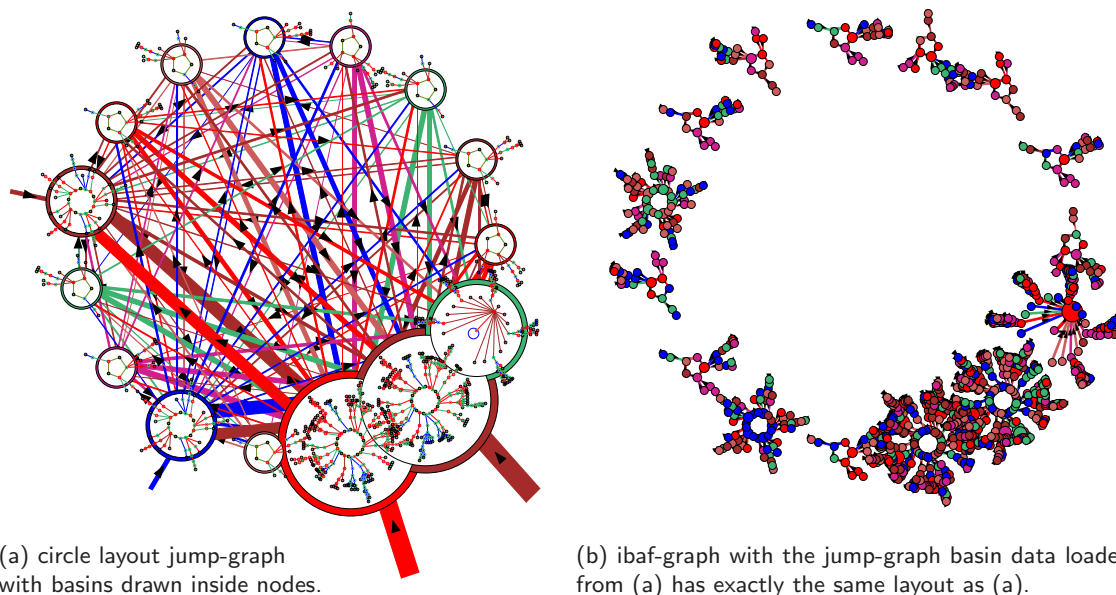 (a) circle layout jump-graph
with basins drawn inside nodes.
(b) ibaf-graph with the jump-graph basin data loade
from (a) has exactly the same layout as (a).